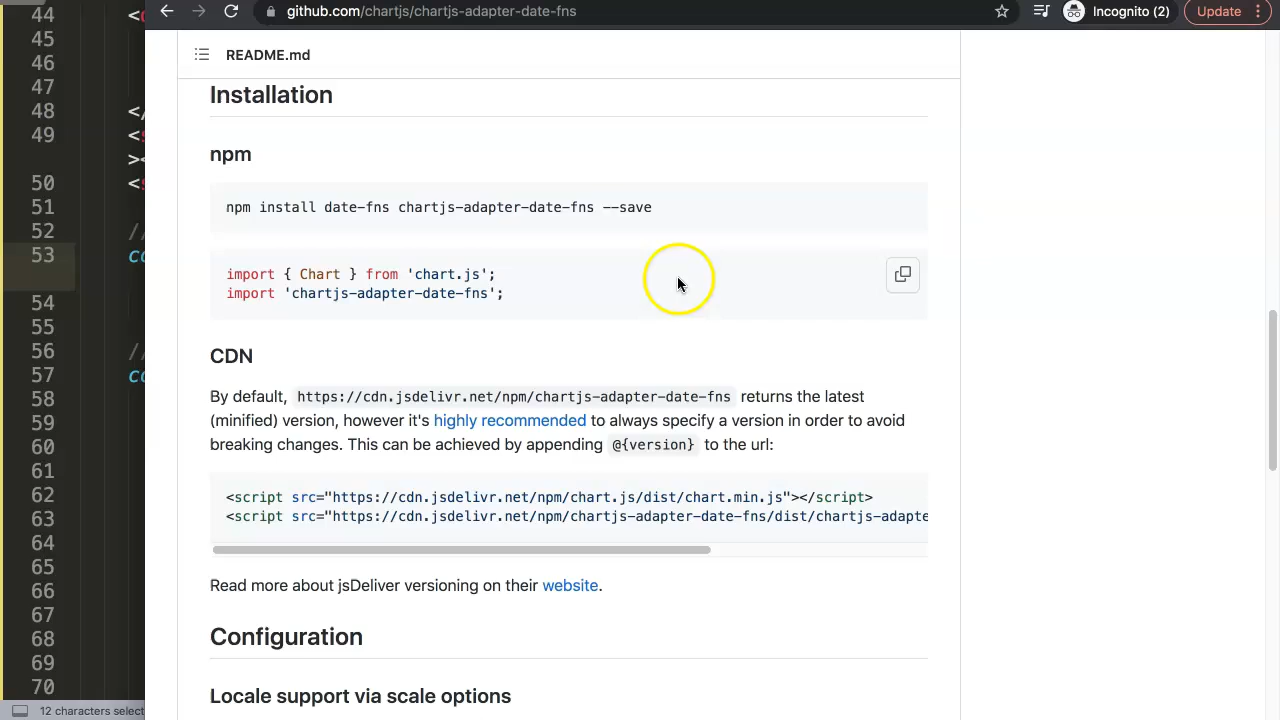 github.com/chartjs/chartjs-adapter-date-fns
Incognito (2)
Update
README.md
Installation
npm
npm install date-fns chartjs-adapter-date-fns --save
import { Chart } from 'chart.js';
import 'chartjs-adapter-date-fns';
CDN
By default, https://cdn.jsdelivr.net/npm/chartjs-adapter-date-fns returns the latest
(minified) version, however it's highly recommended to always specify a version in order to avoid
breaking changes. This can be achieved by appending @{version} to the url:
<script src="https://cdn.jsdelivr.net/npm/chart.js/dist/chart.min.js"></script>
<script src="https://cdn.jsdelivr.net/npm/chartjs-adapter-date-fns/dist/chartjs-adapte
Read more about jsDeliver versioning on their website.
Configuration
Locale support via scale options
44 <
45
46
47
48 </
49 <
>
50 <
51
52 //
53 co
54
55
56 //
57 co
58
59
60
61
62
63
64
65
66
67
68
69
70
12 characters select